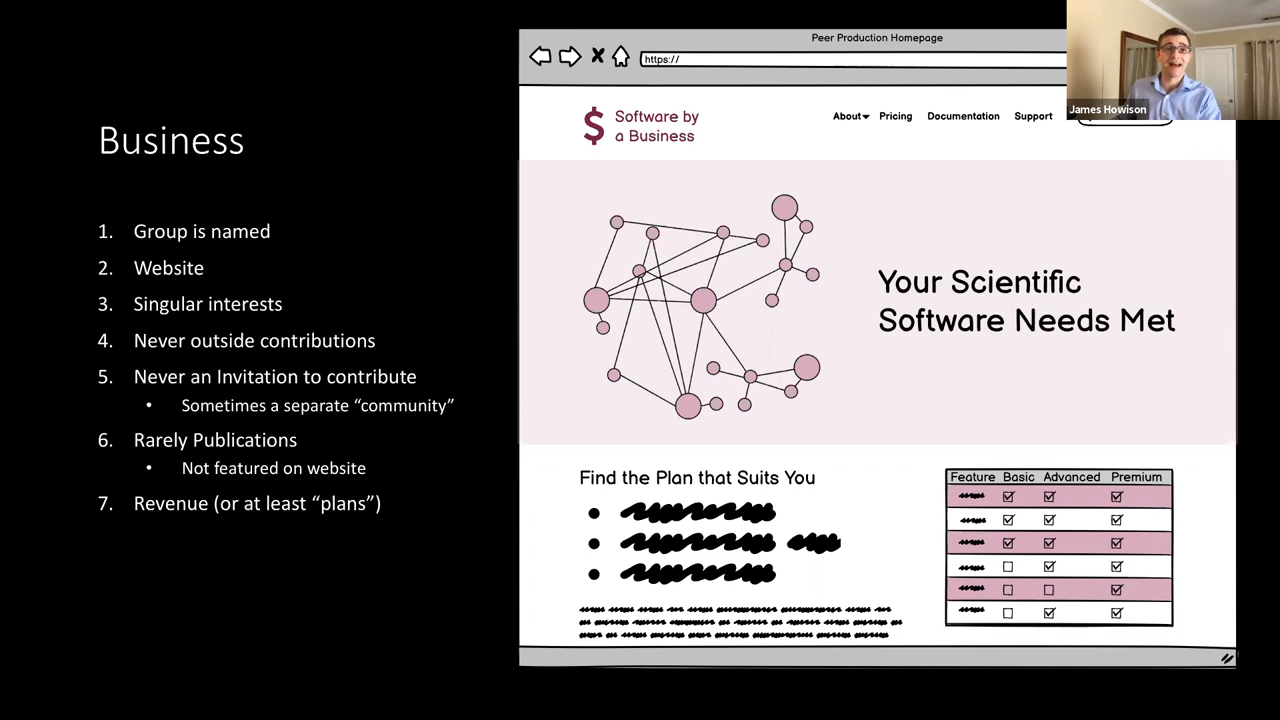 Business
1. Group is named
2. Website
3. Singular interests
4. Never outside contributions
5. Never an Invitation to contribute
• Sometimes a separate “community”
6. Rarely Publications
• Not featured on website
7. Revenue (or at least “plans”)
Peer Production Homepage
https://
Software by
a Business
About Pricing Documentation Support
Your Scientific
Software Needs Met
Find the Plan that Suits You
Feature Basic Advanced Premium
James Howison